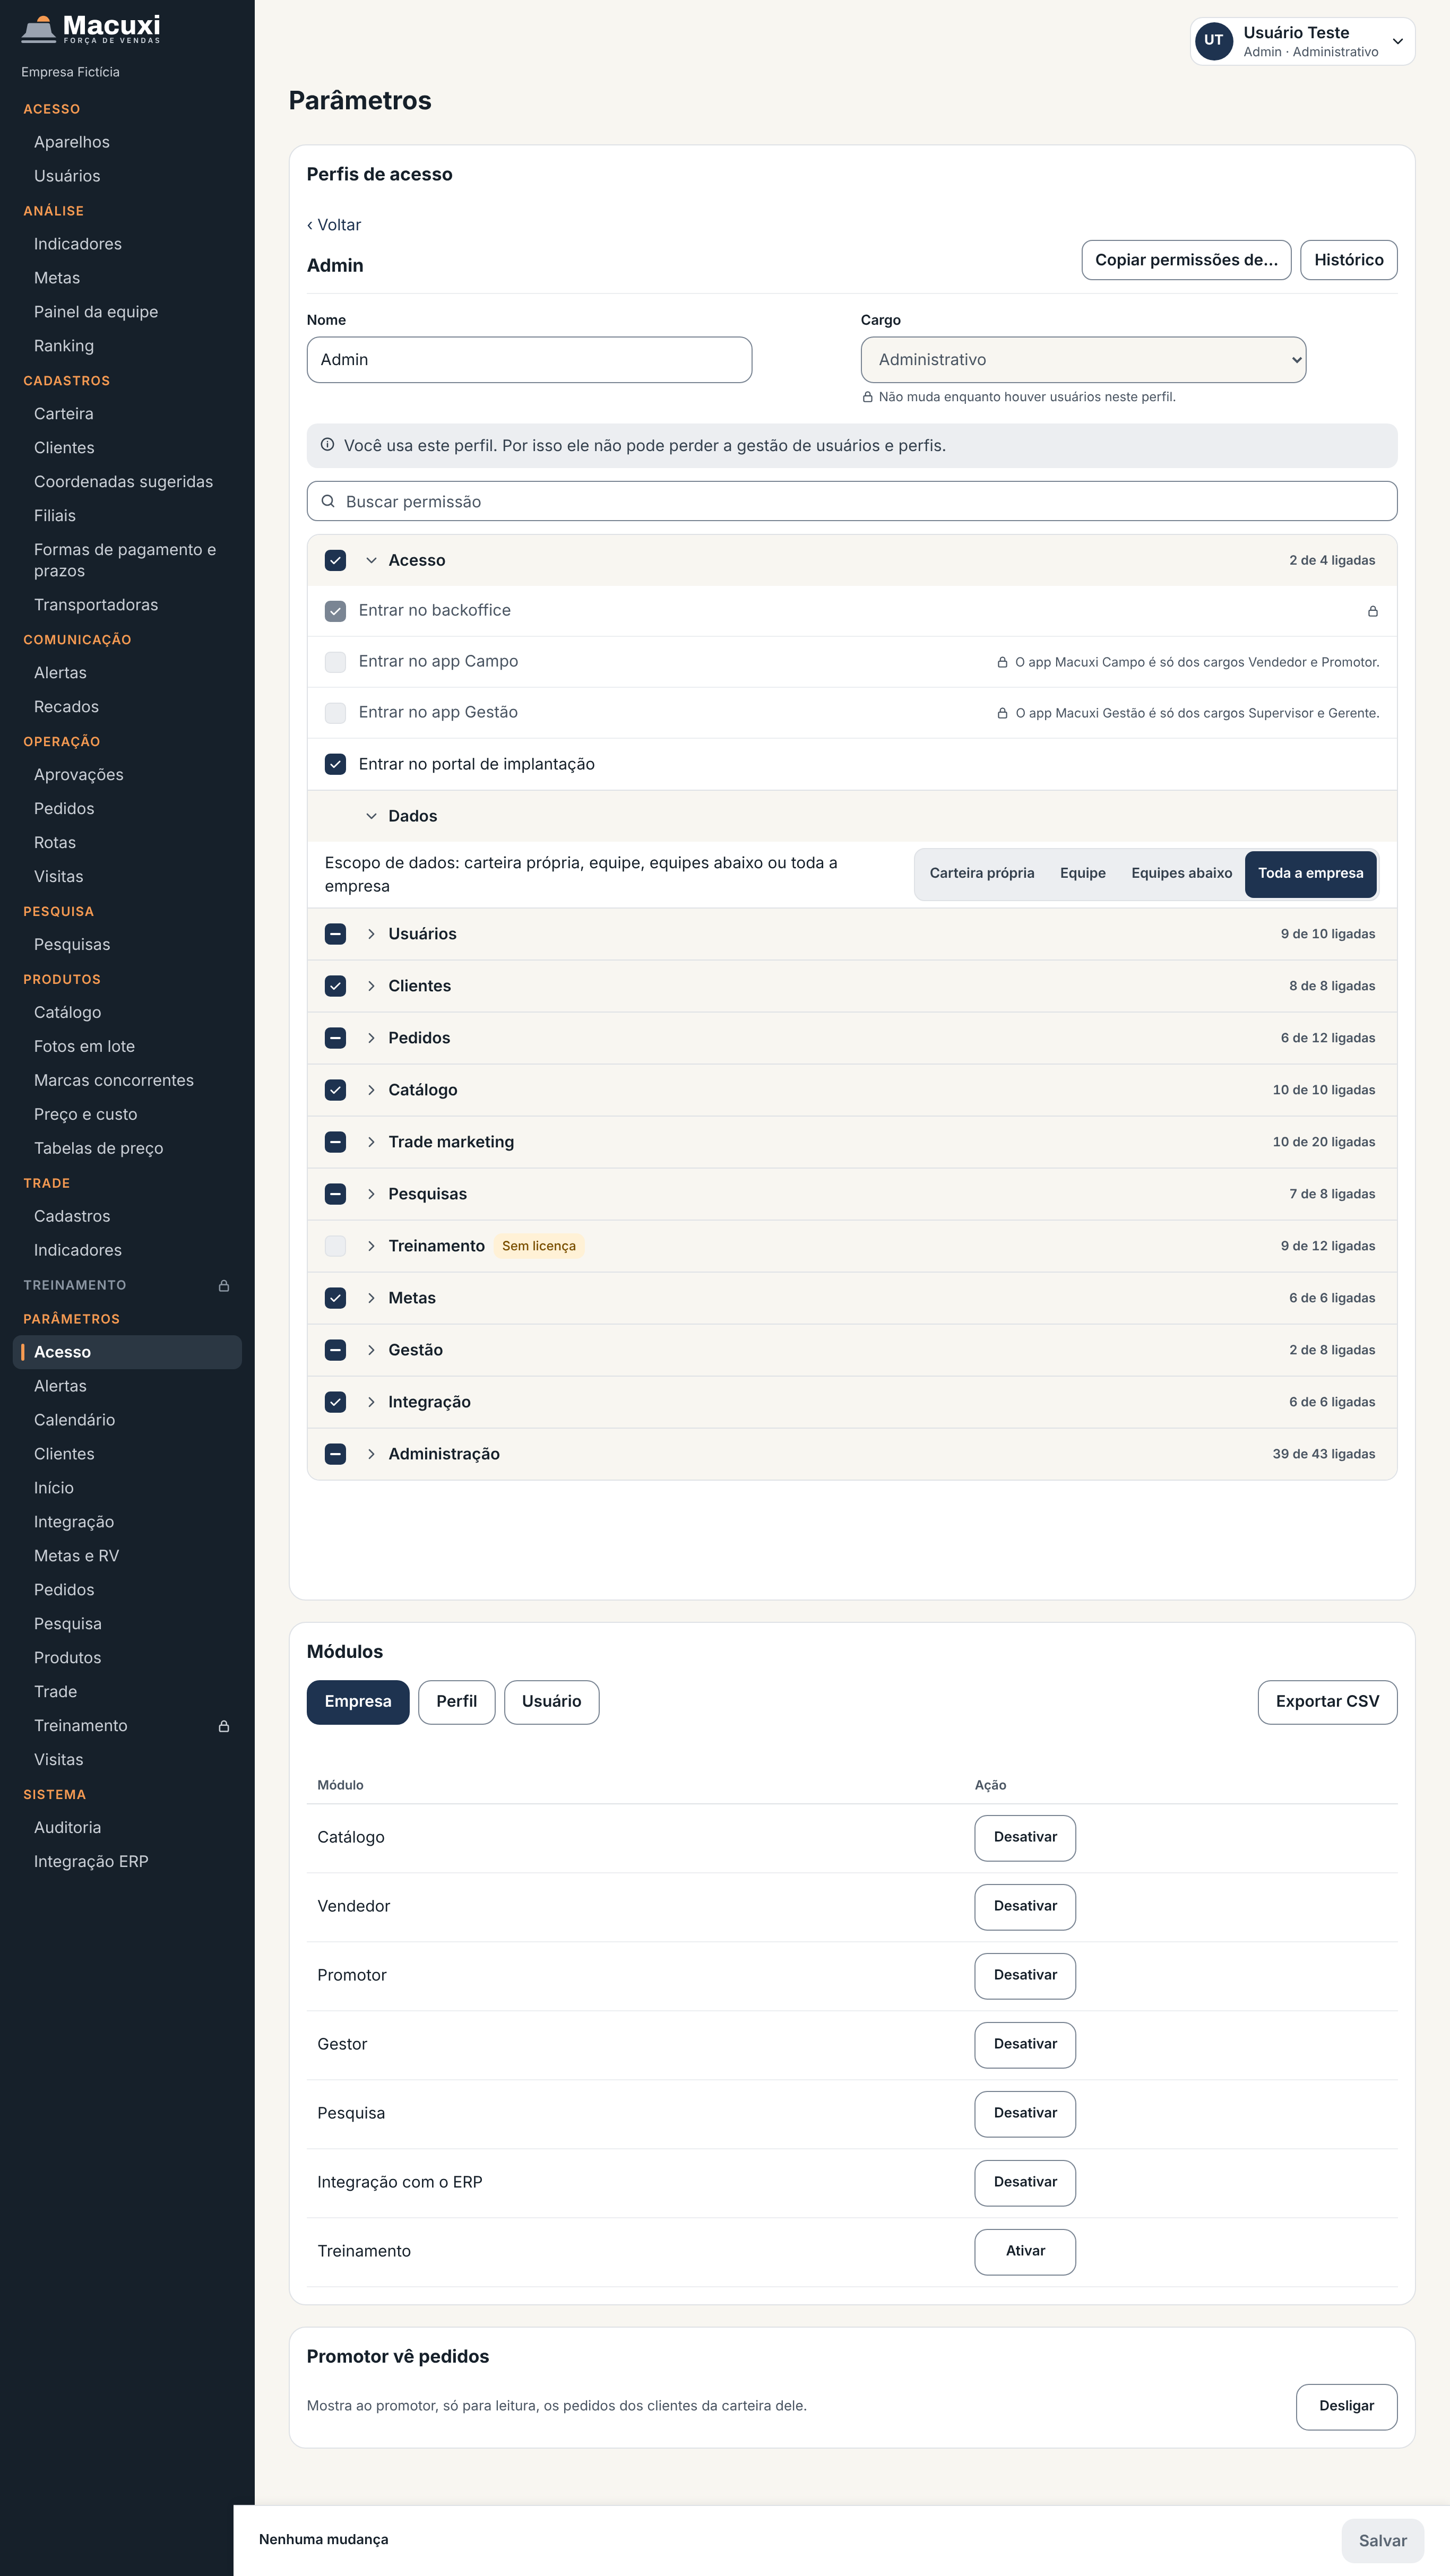 Macuxi
FORÇA DE VENDAS
Empresa Fictícia
ACESSO
Aparelhos
Usuários
ANÁLISE
Indicadores
Metas
Painel da equipe
Ranking
CADASTROS
Carteira
Clientes
Coordenadas sugeridas
Filiais
Formas de pagamento e
prazos
Transportadoras
COMUNICAÇÃO
Alertas
Recados
OPERAÇÃO
Aprovações
Pedidos
Rotas
Visitas
PESQUISA
Pesquisas
PRODUTOS
Catálogo
Fotos em lote
Marcas concorrentes
Preço e custo
Tabelas de preço
TRADE
Cadastros
Indicadores
TREINAMENTO
PARÂMETROS
Acesso
Alertas
Calendário
Clientes
Início
Integração
Metas e RV
Pedidos
Pesquisa
Produtos
Trade
Treinamento
Visitas
SISTEMA
Auditoria
Integração ERP
UT
Usuário Teste
Admin · Administrativo
Parâmetros
Perfis de acesso
‹ Voltar
Admin
Copiar permissões de...
Histórico
Nome
Cargo
Admin
Administrativo
Não muda enquanto houver usuários neste perfil.
Você usa este perfil. Por isso ele não pode perder a gestão de usuários e perfis.
Buscar permissão
Acesso 2 de 4 ligadas
Entrar no backoffice
Entrar no app Campo O app Macuxi Campo é só dos cargos Vendedor e Promotor.
Entrar no app Gestão O app Macuxi Gestão é só dos cargos Supervisor e Gerente.
Entrar no portal de implantação
Dados
Escopo de dados: carteira própria, equipe, equipes abaixo ou toda a
empresa
Carteira própria Equipe Equipes abaixo Toda a empresa
Usuários 9 de 10 ligadas
Clientes 8 de 8 ligadas
Pedidos 6 de 12 ligadas
Catálogo 10 de 10 ligadas
Trade marketing 10 de 20 ligadas
Pesquisas 7 de 8 ligadas
Treinamento Sem licença 9 de 12 ligadas
Metas 6 de 6 ligadas
Gestão 2 de 8 ligadas
Integração 6 de 6 ligadas
Administração 39 de 43 ligadas
Módulos
Empresa Perfil Usuário Exportar CSV
Módulo Ação
Catálogo Desativar
Vendedor Desativar
Promotor Desativar
Gestor Desativar
Pesquisa Desativar
Integração com o ERP Desativar
Treinamento Ativar
Promotor vê pedidos
Mostra ao promotor, só para leitura, os pedidos dos clientes da carteira dele. Desligar
Nenhuma mudança Salvar